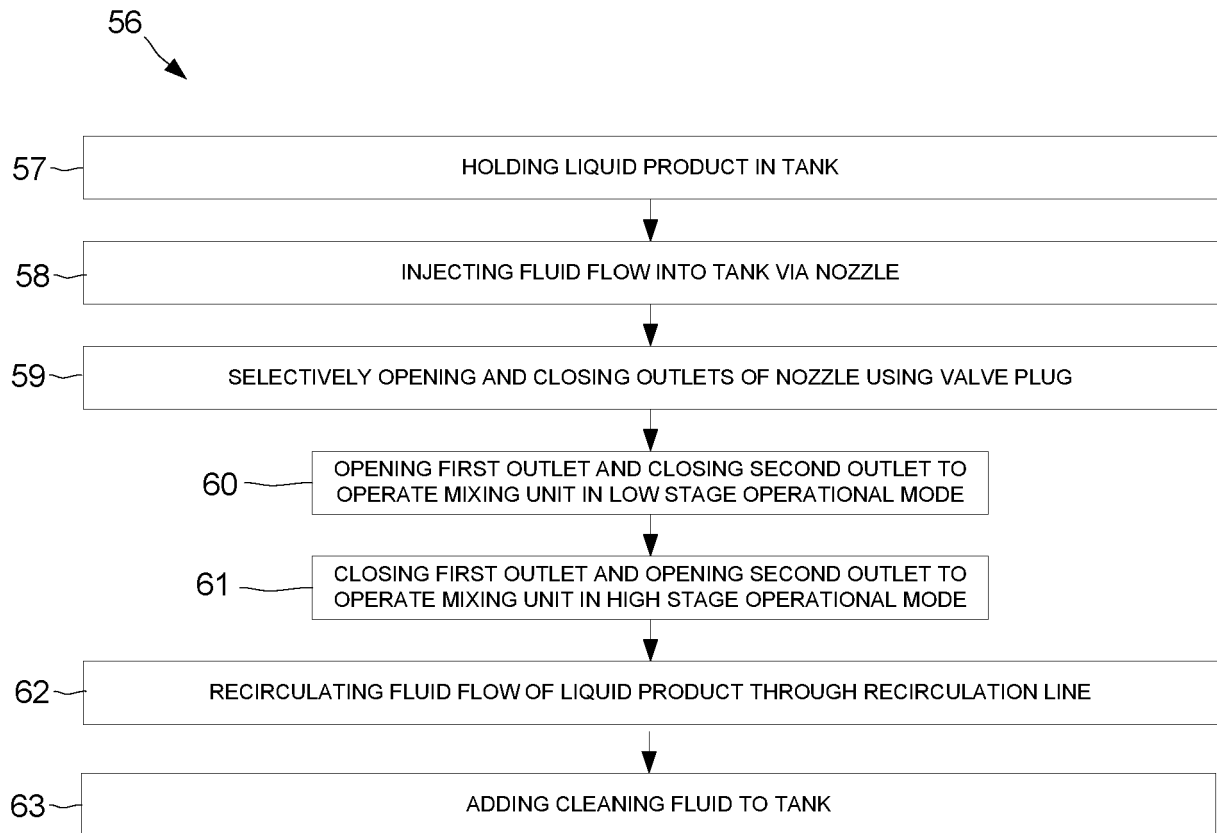 56
57
HOLDING LIQUID PRODUCT IN TANK
58
INJECTING FLUID FLOW INTO TANK VIA NOZZLE
59
SELECTIVELY OPENING AND CLOSING OUTLETS OF NOZZLE USING VALVE PLUG
60
OPENING FIRST OUTLET AND CLOSING SECOND OUTLET TO
OPERATE MIXING UNIT IN LOW STAGE OPERATIONAL MODE
61
CLOSING FIRST OUTLET AND OPENING SECOND OUTLET TO
OPERATE MIXING UNIT IN HIGH STAGE OPERATIONAL MODE
62
RECIRCULATING FLUID FLOW OF LIQUID PRODUCT THROUGH RECIRCULATION LINE
63
ADDING CLEANING FLUID TO TANK